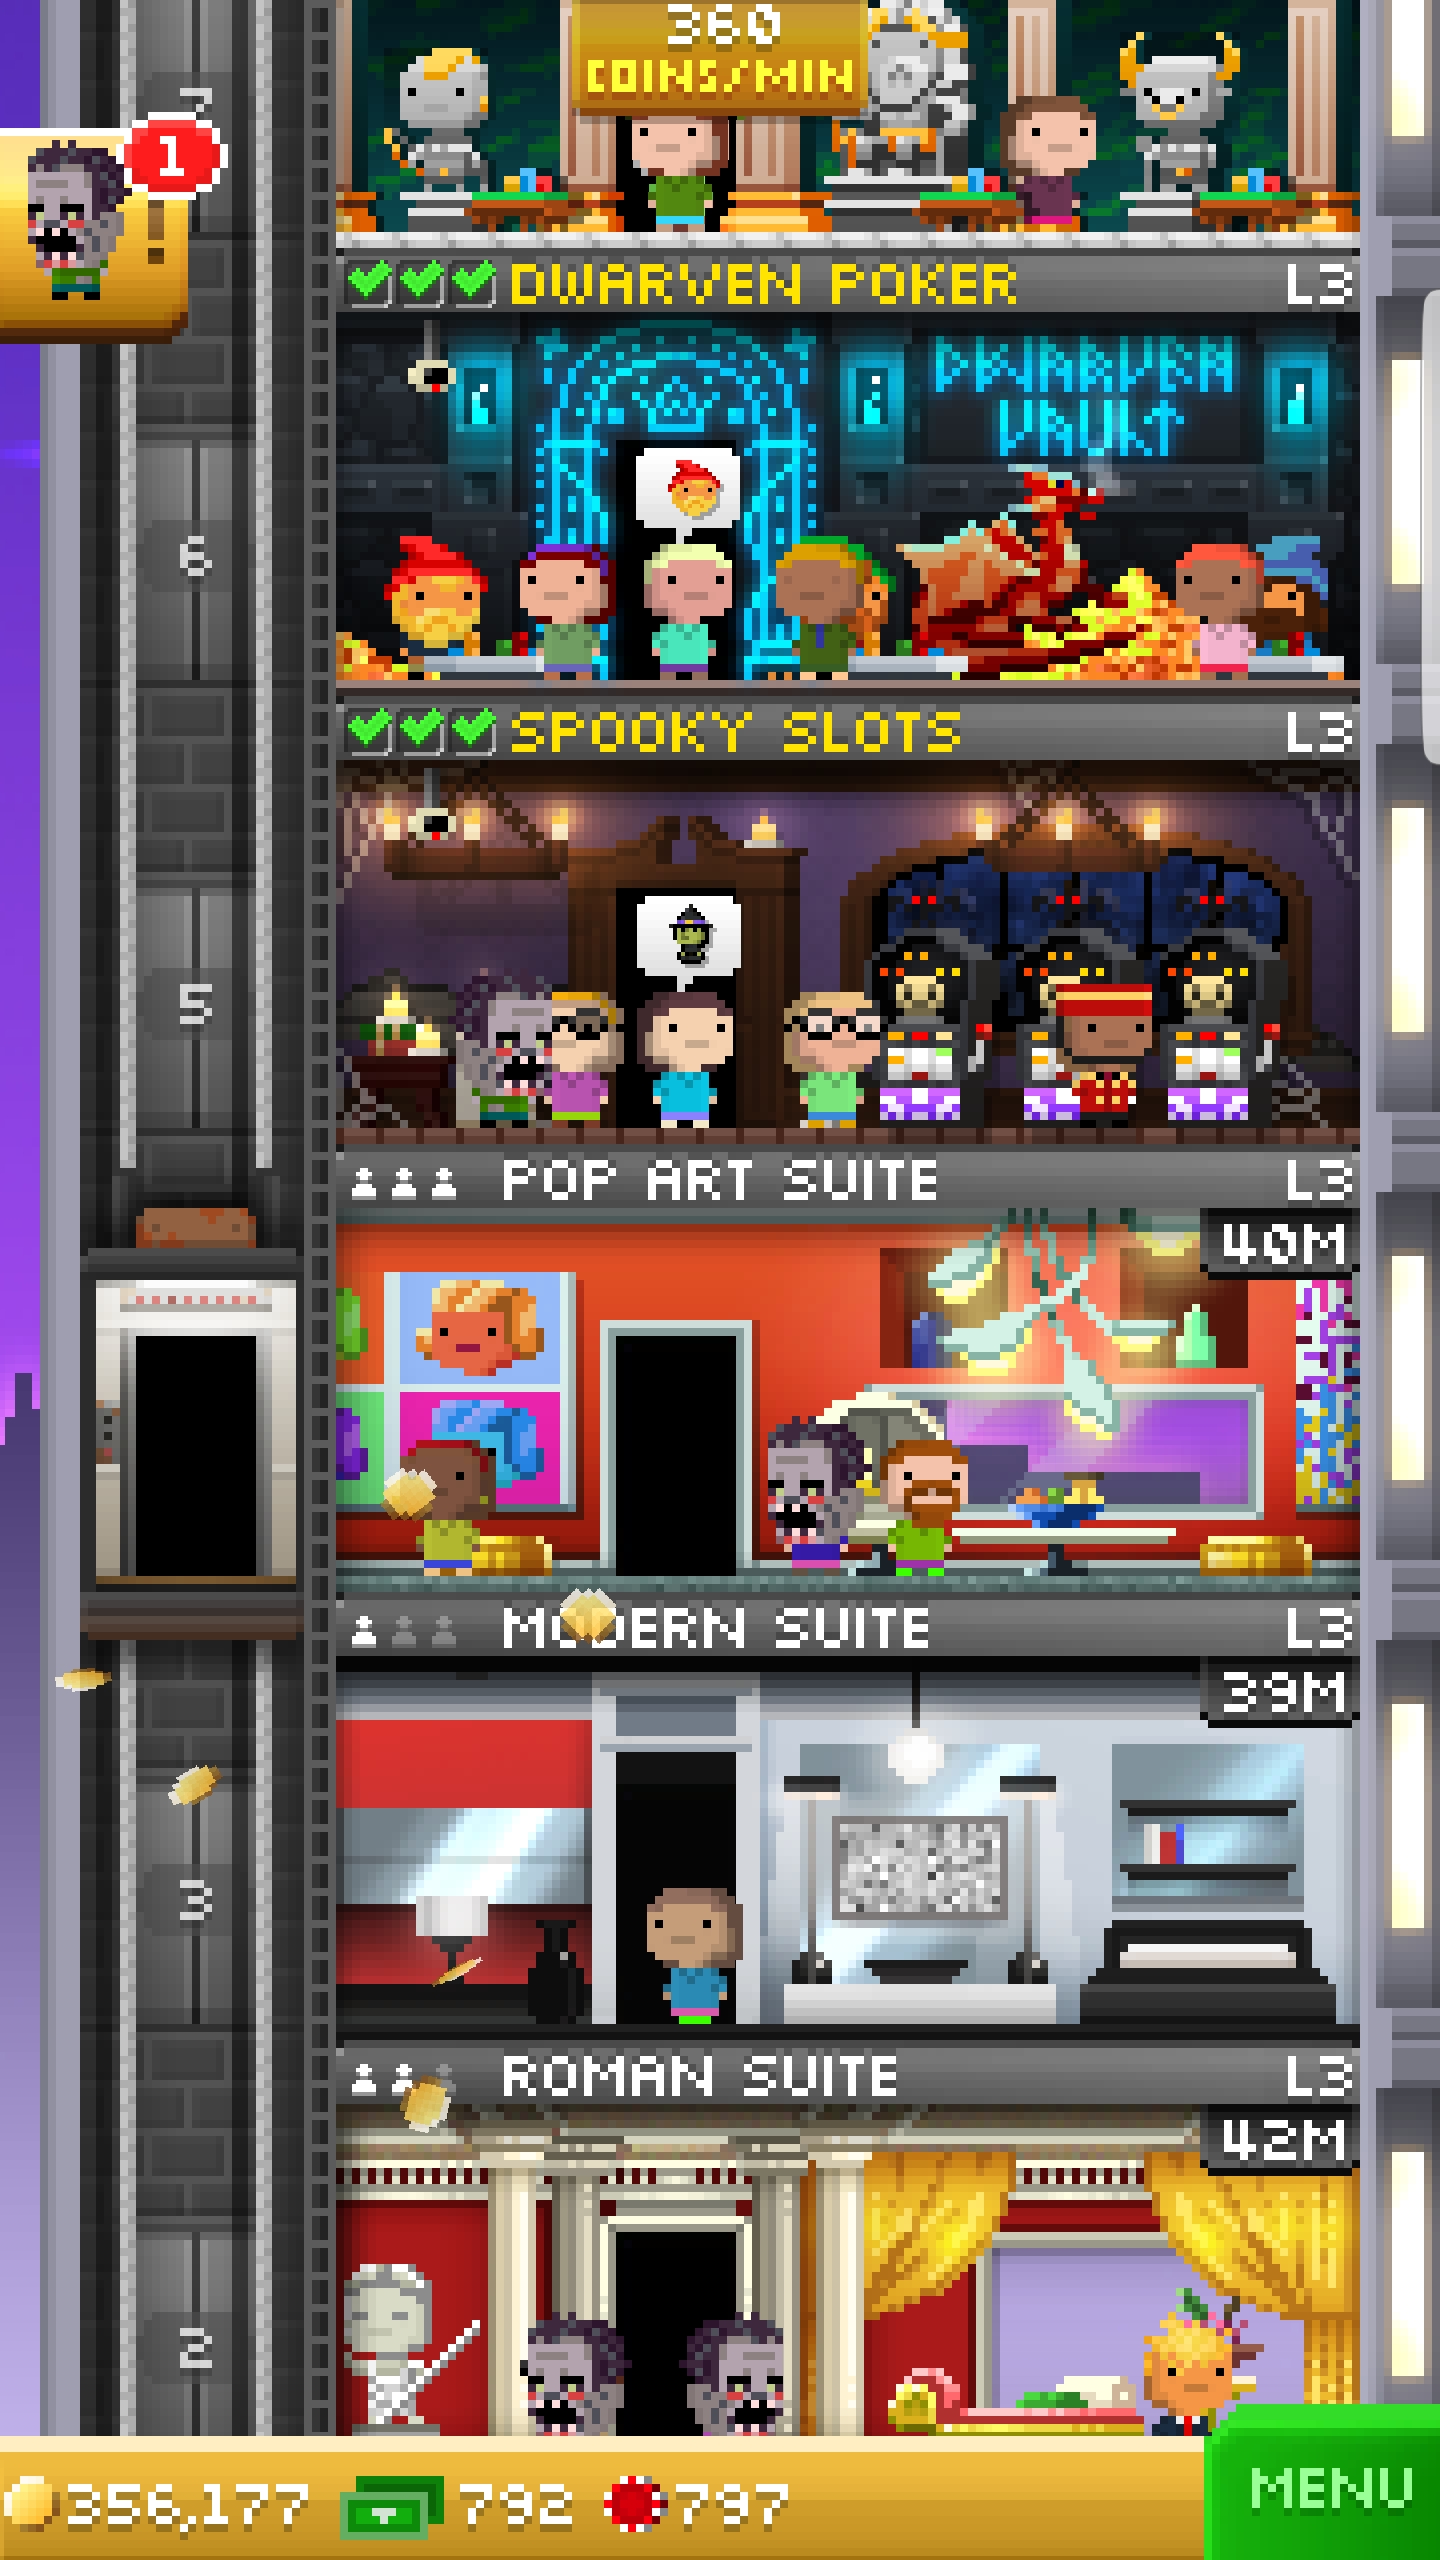 360
COINS/MIN
7
1
!
DWARVEN POKER L3
DWARVEN
VAULT
6
SPOOKY SLOTS L3
5
POP ART SUITE L3
40M
MODERN SUITE L3
39M
3
ROMAN SUITE L3
42M
2
356,177 792 797
MENU